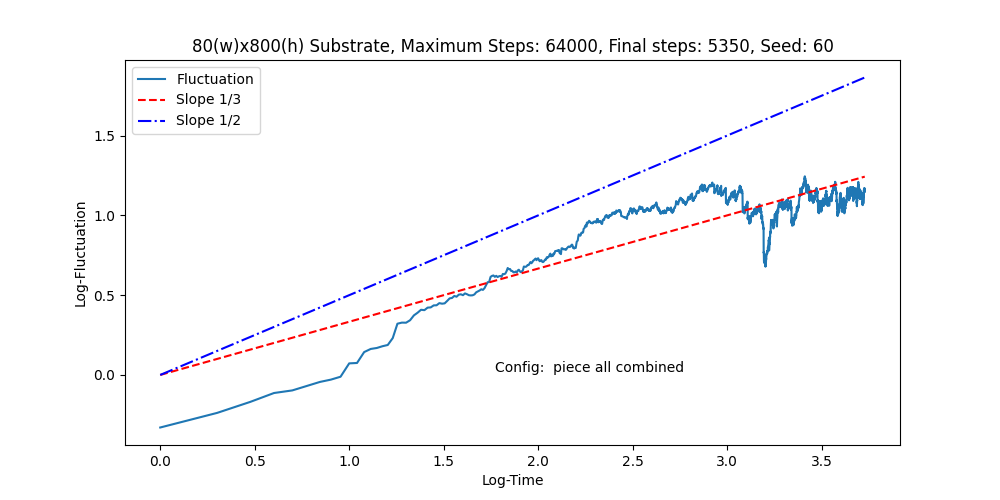 80(w)x800(h) Substrate, Maximum Steps: 64000, Final steps: 5350, Seed: 60
Fluctuation
Slope 1/3
Slope 1/2
1.5
1.0
0.5
0.0
Log-Fluctuation
Config:  piece all combined
0.0 0.5 1.0 1.5 2.0 2.5 3.0 3.5
Log-Time